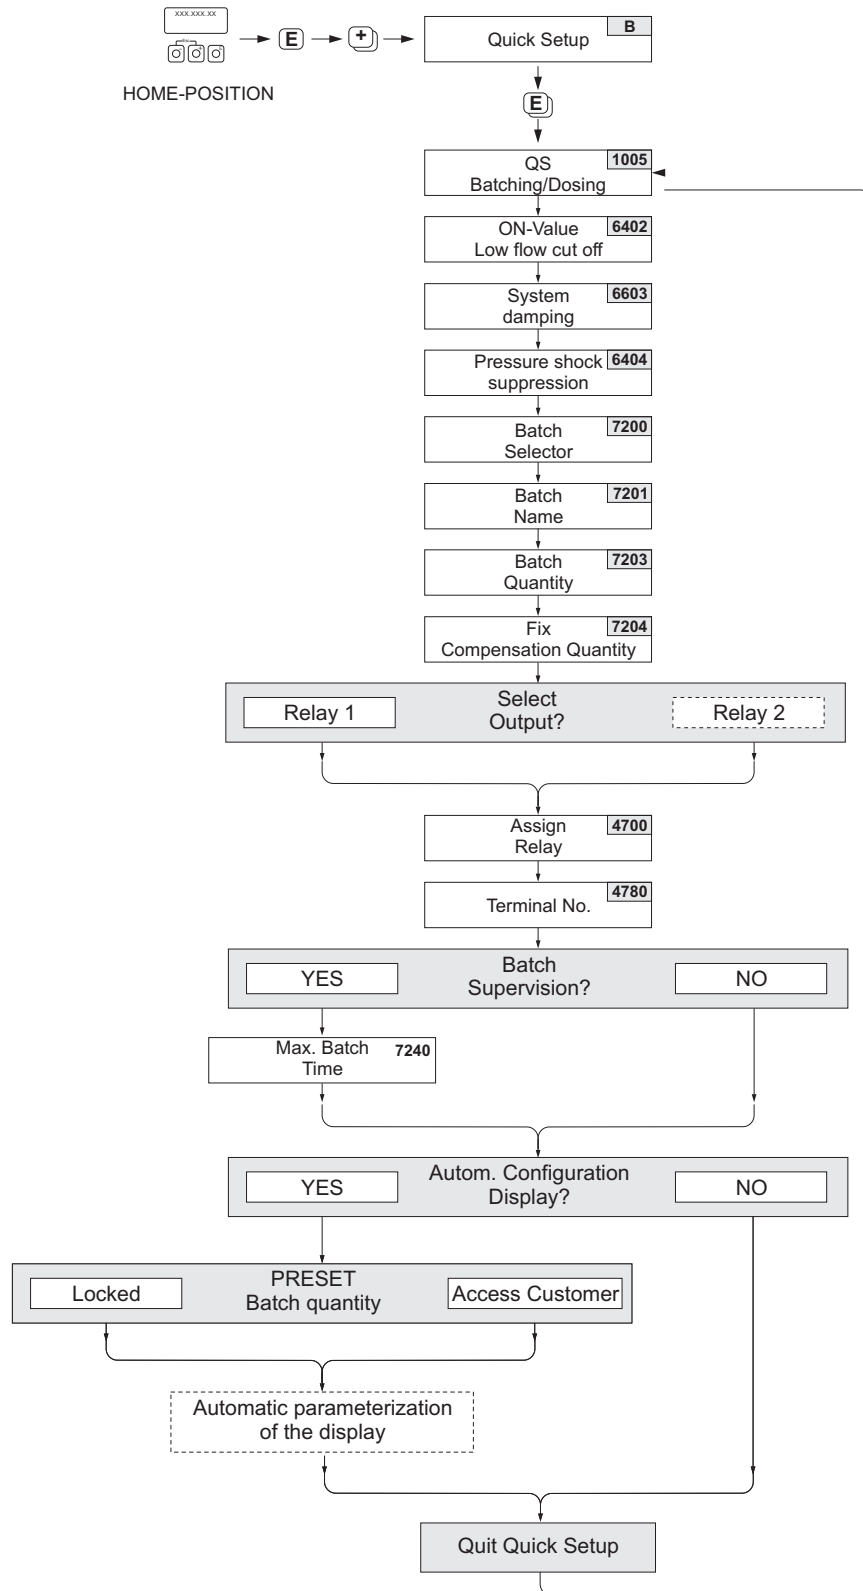 XXX.XXX.XX
Esc
E
+
Quick Setup
B
HOME-POSITION
E
QS
Batching/Dosing
1005
ON-Value
Low flow cut off
6402
System
damping
6603
Pressure shock
suppression
6404
Batch
Selector
7200
Batch
Name
7201
Batch
Quantity
7203
Fix
Compensation Quantity
7204
Relay 1
Select
Output?
Relay 2
Assign
Relay
4700
Terminal No.
4780
YES
Batch
Supervision?
NO
Max. Batch
Time
7240
YES
Autom. Configuration
Display?
NO
Locked
PRESET
Batch quantity
Access Customer
Automatic parameterization
of the display
Quit Quick Setup